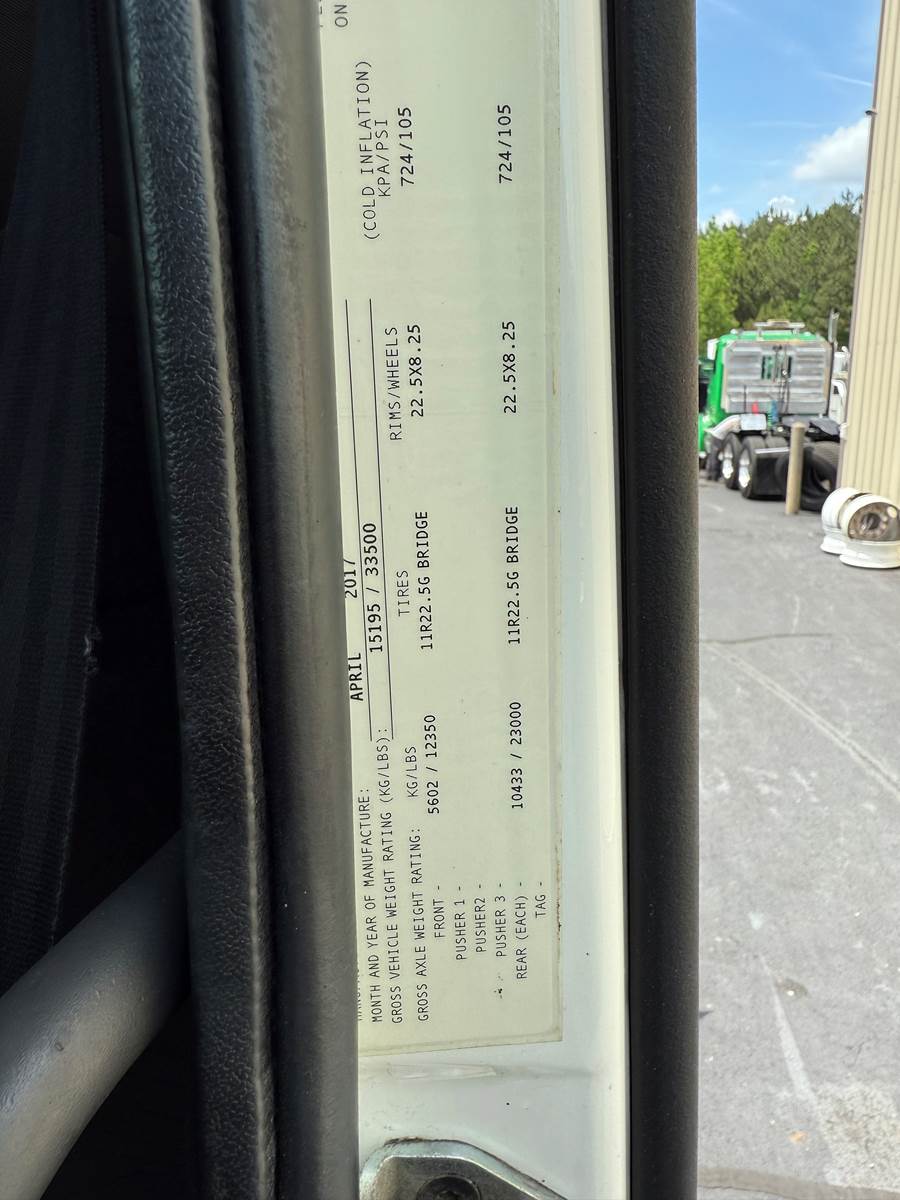 ON
(COLD INFLATION)
MONTH AND YEAR OF MANUFACTURE: APRIL 2017
GROSS VEHICLE WEIGHT RATING (KG/LBS): 15195 / 33500
GROSS AXLE WEIGHT RATING: KG/LBS TIRES RIMS/WHEELS KPA/PSI
FRONT - 5602 / 12350 11R22.5G BRIDGE 22.5X8.25 724/105
PUSHER 1 -
PUSHER2 -
PUSHER 3 -
REAR (EACH) - 10433 / 23000 11R22.5G BRIDGE 22.5X8.25 724/105
TAG -